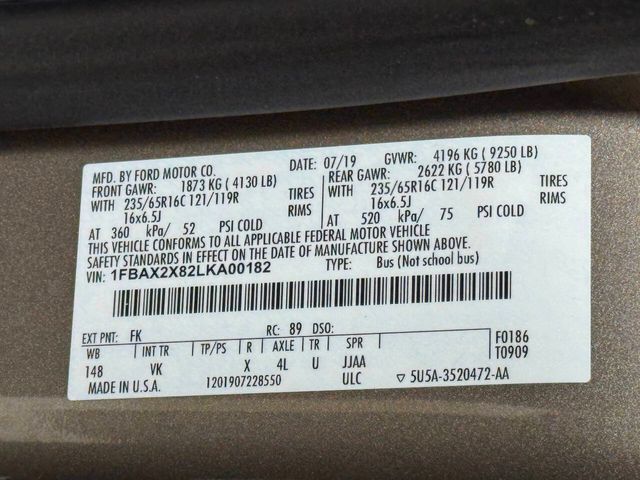 MFD. BY FORD MOTOR CO. DATE: 07/19 GVWR: 4196 KG ( 9250 LB)
FRONT GAWR: 1873 KG ( 4130 LB) REAR GAWR: 2622 KG ( 5780 LB)
WITH 235/65R16C 121/119R TIRES WITH 235/65R16C 121/119R TIRES
16x6.5J RIMS 16x6.5J RIMS
AT 360 kPa/ 52 PSI COLD AT 520 kPa/ 75 PSI COLD
THIS VEHICLE CONFORMS TO ALL APPLICABLE FEDERAL MOTOR VEHICLE
SAFETY STANDARDS IN EFFECT ON THE DATE OF MANUFACTURE SHOWN ABOVE.
VIN: 1FBAX2X82LKA00182 TYPE: Bus (Not school bus)
EXT PNT: FK RC: 89 DSO: F0186
WB INT TR TP/PS R AXLE TR SPR T0909
148 VK X 4L U JJAA
MADE IN U.S.A. 1201907228550 ULC ▽ 5U5A-3520472-AA